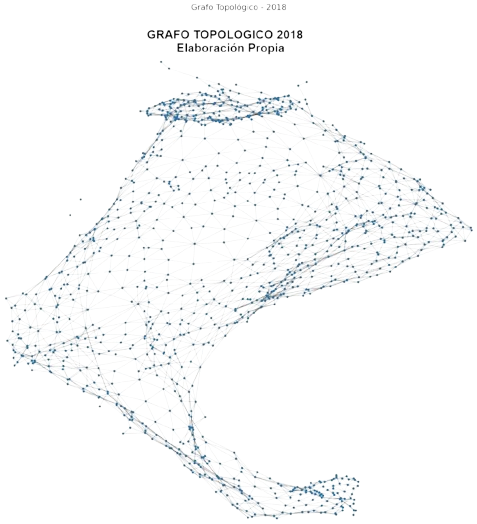 Grafo Topológico - 2018
GRAFO TOPOLOGICO 2018
Elaboración Propia